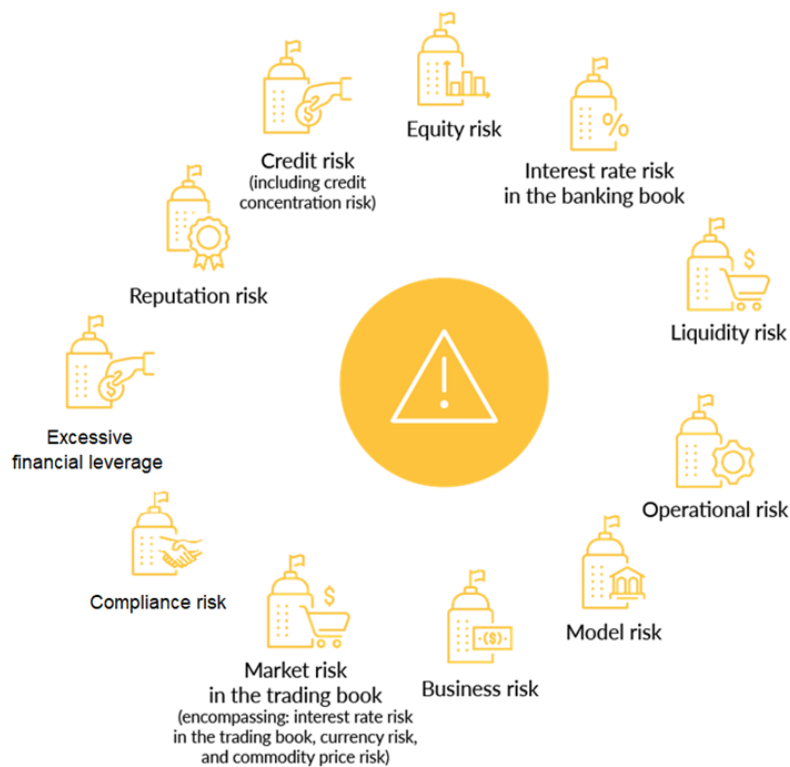 Equity risk
Credit risk
(including credit
concentration risk)
%
Interest rate risk
in the banking book
$
Reputation risk
$
Liquidity risk
$
Excessive
financial leverage
!
Operational risk
Compliance risk
Model risk
$
Market risk
in the trading book
(encompassing: interest rate risk
in the trading book, currency risk,
and commodity price risk)
($)
Business risk